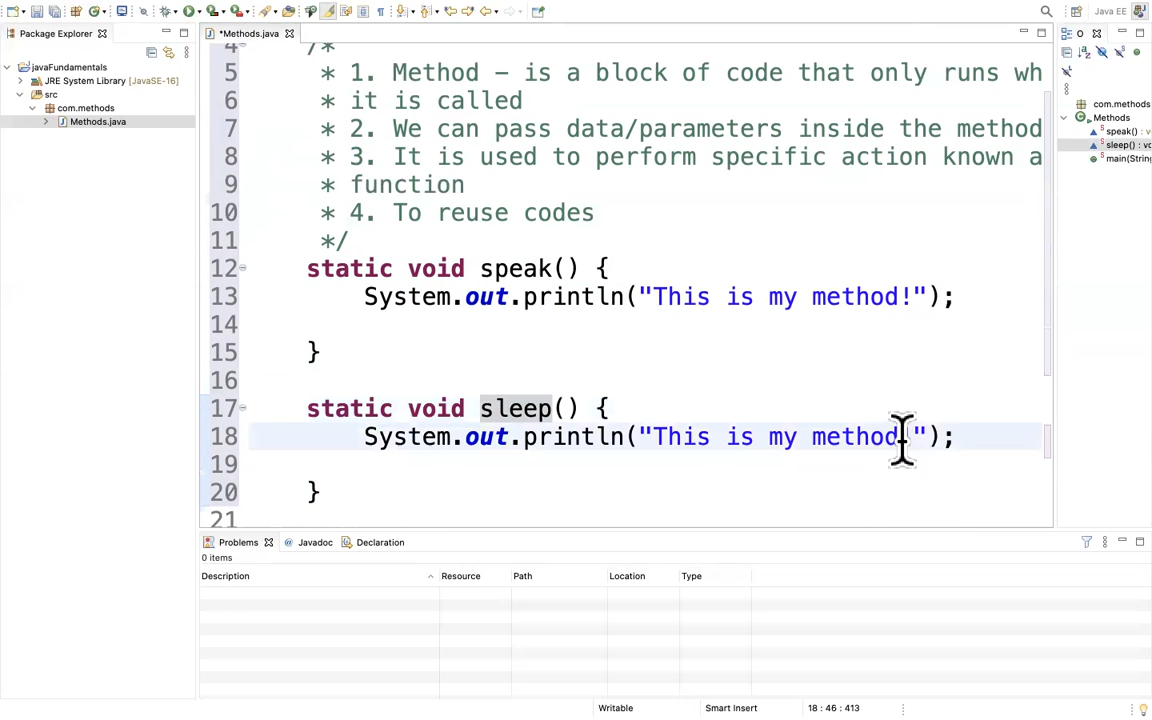 Java EE
Package Explorer
*Methods.java
O
javaFundamentals
JRE System Library [JavaSE-16]
src
com.methods
Methods.java
4 /*
5 * 1. Method - is a block of code that only runs wh
6 * it is called
7 * 2. We can pass data/parameters inside the method
8 * 3. It is used to perform specific action known a
9 * function
10 * 4. To reuse codes
11 */
12 static void speak() {
13 System.out.println("This is my method!");
14
15 }
16
17 static void sleep() {
18 System.out.println("This is my method!");
19
20 }
21
com.methods
Methods
speak() : v
sleep() : vo
main(String
Problems
@ Javadoc
Declaration
0 items
Description Resource Path Location Type
Writable Smart Insert 18 : 46 : 413